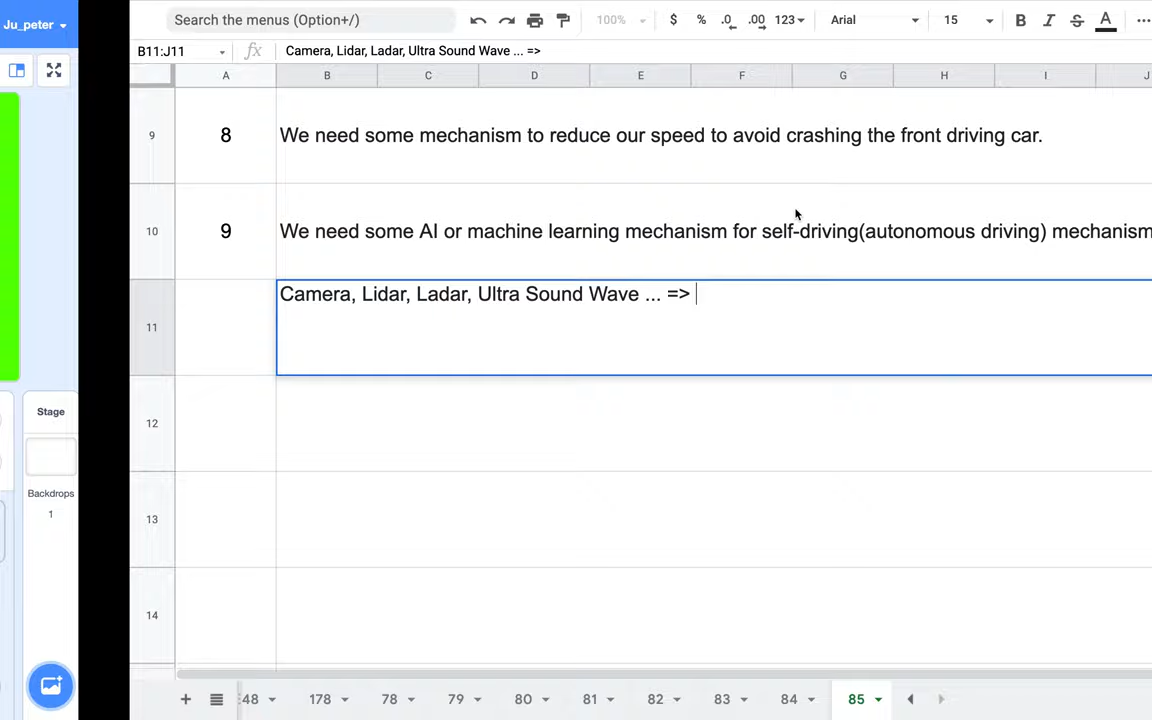 Ju_peter
Search the menus (Option+/)
100%
$ % .0 .00 123
Arial
15
B I S A
B11:J11
fx
Camera, Lidar, Ladar, Ultra Sound Wave ... =>
A B C D E F G H I J
9 8 We need some mechanism to reduce our speed to avoid crashing the front driving car.
10 9 We need some AI or machine learning mechanism for self-driving(autonomous driving) mechanism
11 Camera, Lidar, Ladar, Ultra Sound Wave ... =>
12
13
14
Stage
Backdrops
1
48 178 78 79 80 81 82 83 84 85